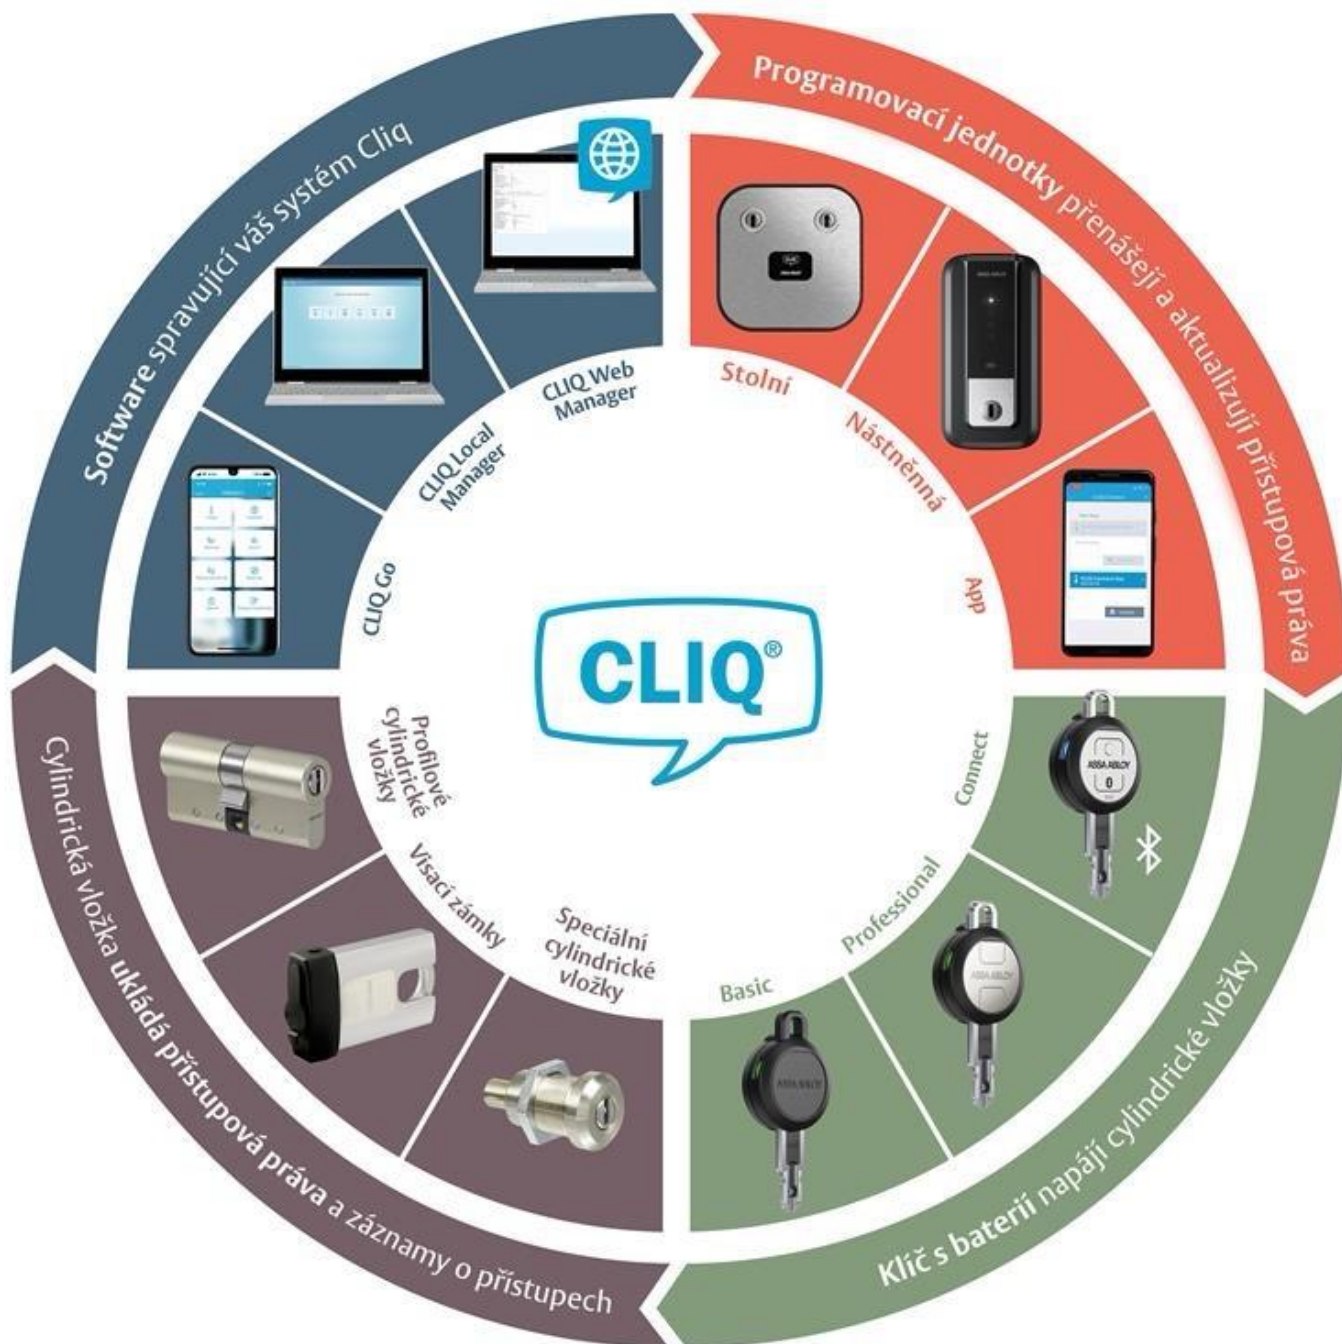 Software spravující váš systém Cliq
Programovací jednotky přenášejí a aktualizují přístupová práva
CLIQ Web
Manager
CLIQ Local
Manager
CLIQ Go
Stolní
Nástněnná
App
CLIQ®
Connect
Professional
Basic
ASSA ABLOY
ASSA ABLOY
ASSA ABLOY
Klíč s baterií napájí cylindrické vložky
Profilové
cylindrické
vložky
Visací zámky
Speciální
cylindrické
vložky
Cylindrická vložka ukládá přístupová práva a záznamy o přístupech